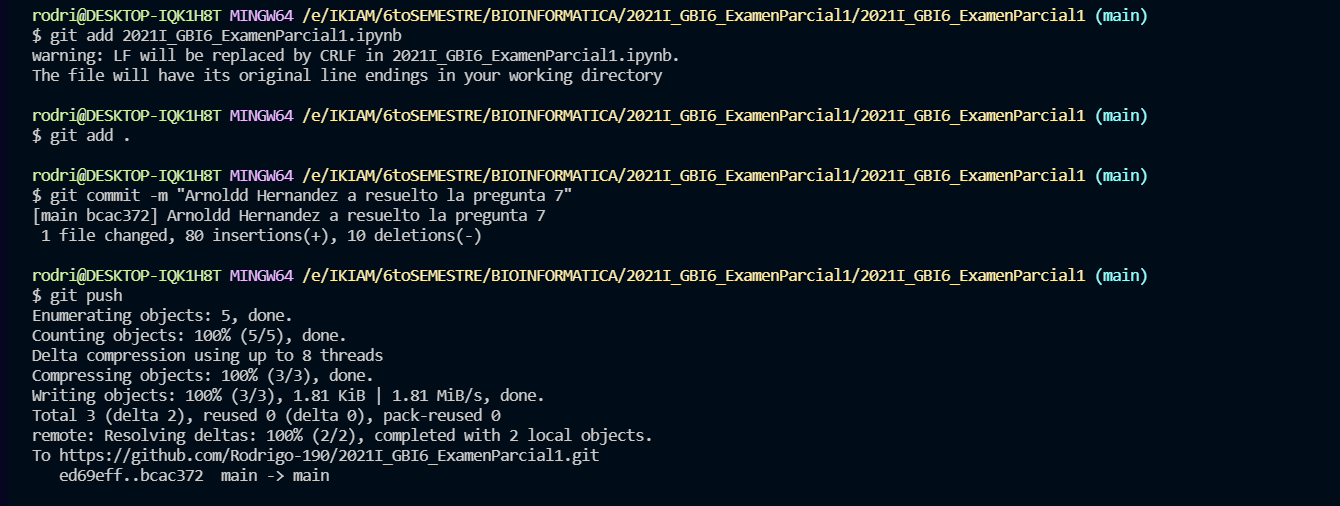 rodri@DESKTOP-IQK1H8T MINGW64 /e/IKIAM/6toSEMESTRE/BIOINFORMATICA/2021I_GBI6_ExamenParcial1/2021I_GBI6_ExamenParcial1 (main)
$ git add 2021I_GBI6_ExamenParcial1.ipynb
warning: LF will be replaced by CRLF in 2021I_GBI6_ExamenParcial1.ipynb.
The file will have its original line endings in your working directory
rodri@DESKTOP-IQK1H8T MINGW64 /e/IKIAM/6toSEMESTRE/BIOINFORMATICA/2021I_GBI6_ExamenParcial1/2021I_GBI6_ExamenParcial1 (main)
$ git add .
rodri@DESKTOP-IQK1H8T MINGW64 /e/IKIAM/6toSEMESTRE/BIOINFORMATICA/2021I_GBI6_ExamenParcial1/2021I_GBI6_ExamenParcial1 (main)
$ git commit -m "Arnoldd Hernandez a resuelto la pregunta 7"
[main bcac372] Arnoldd Hernandez a resuelto la pregunta 7
 1 file changed, 80 insertions(+), 10 deletions(-)
rodri@DESKTOP-IQK1H8T MINGW64 /e/IKIAM/6toSEMESTRE/BIOINFORMATICA/2021I_GBI6_ExamenParcial1/2021I_GBI6_ExamenParcial1 (main)
$ git push
Enumerating objects: 5, done.
Counting objects: 100% (5/5), done.
Delta compression using up to 8 threads
Compressing objects: 100% (3/3), done.
Writing objects: 100% (3/3), 1.81 KiB | 1.81 MiB/s, done.
Total 3 (delta 2), reused 0 (delta 0), pack-reused 0
remote: Resolving deltas: 100% (2/2), completed with 2 local objects.
To https://github.com/Rodrigo-190/2021I_GBI6_ExamenParcial1.git
   ed69eff..bcac372  main -> main